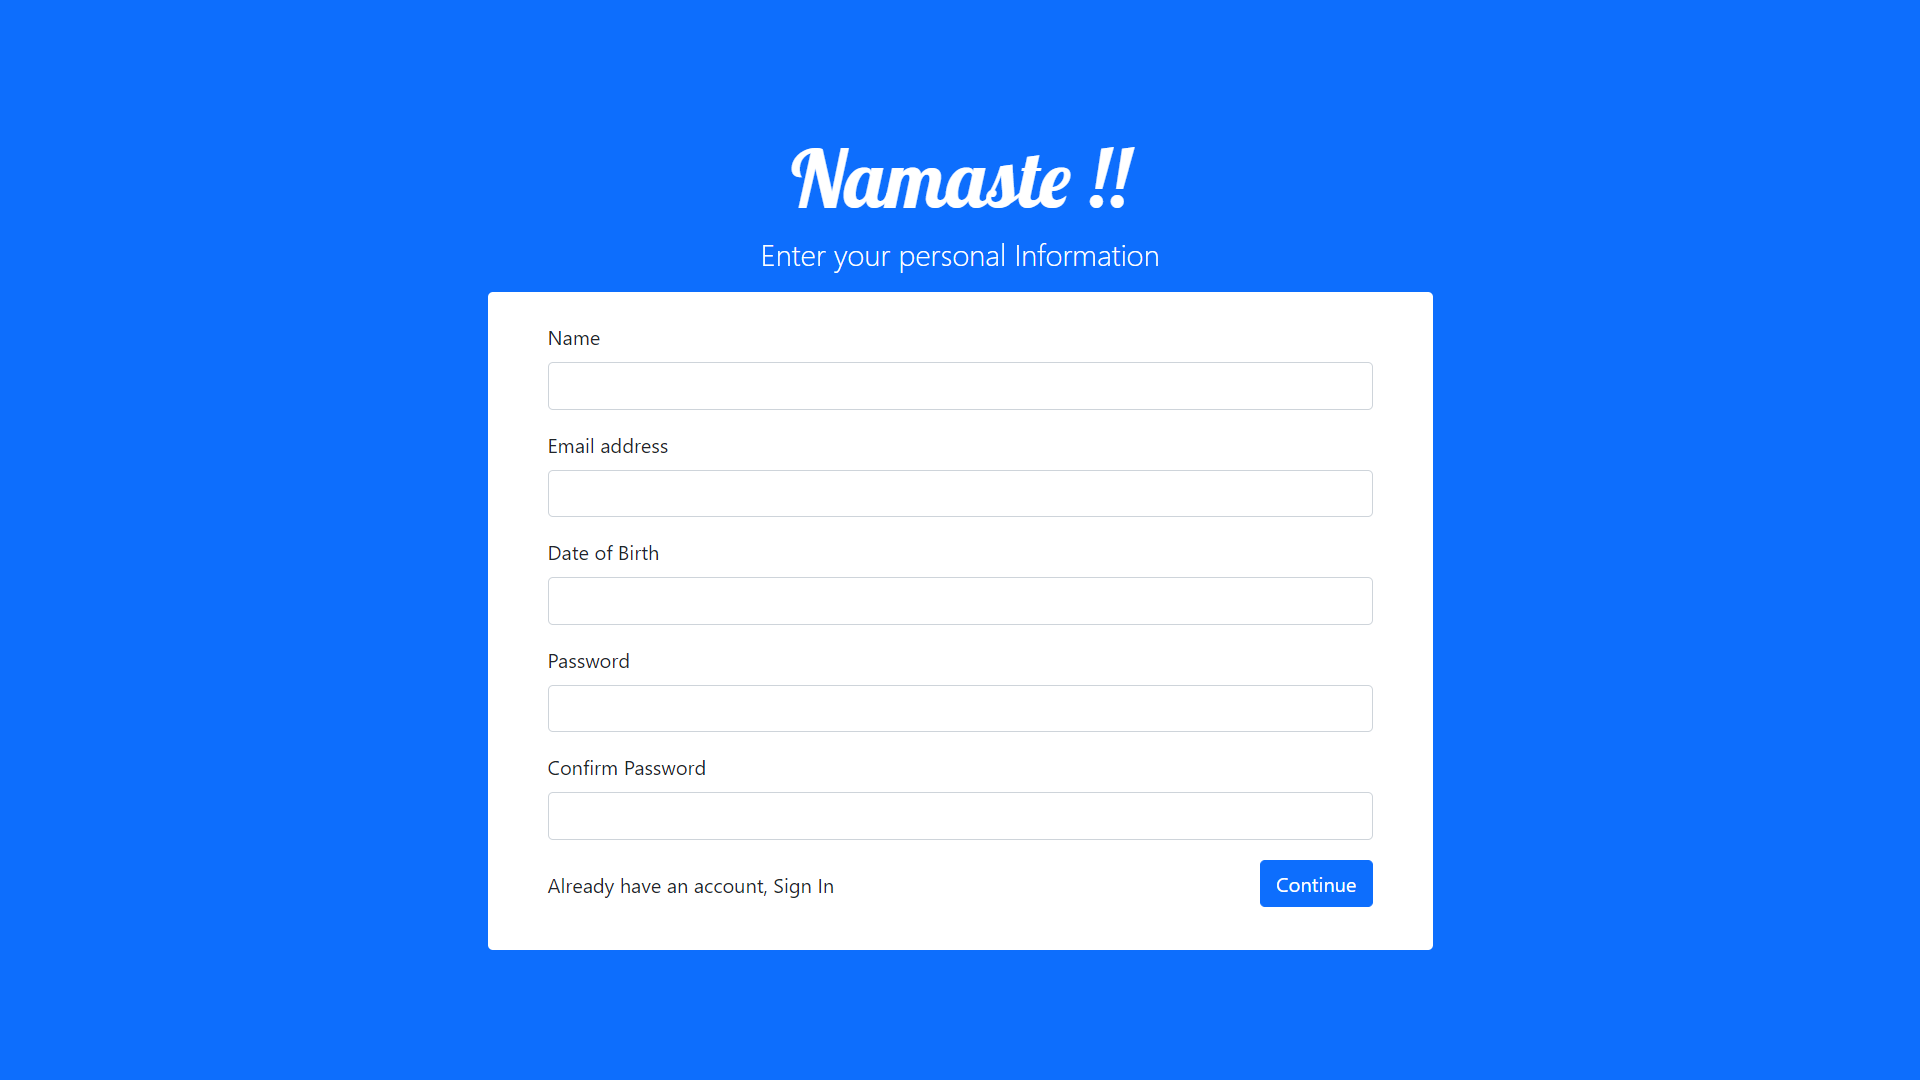 Namaste !!
Enter your personal Information
Name
Email address
Date of Birth
Password
Confirm Password
Already have an account, Sign In
Continue